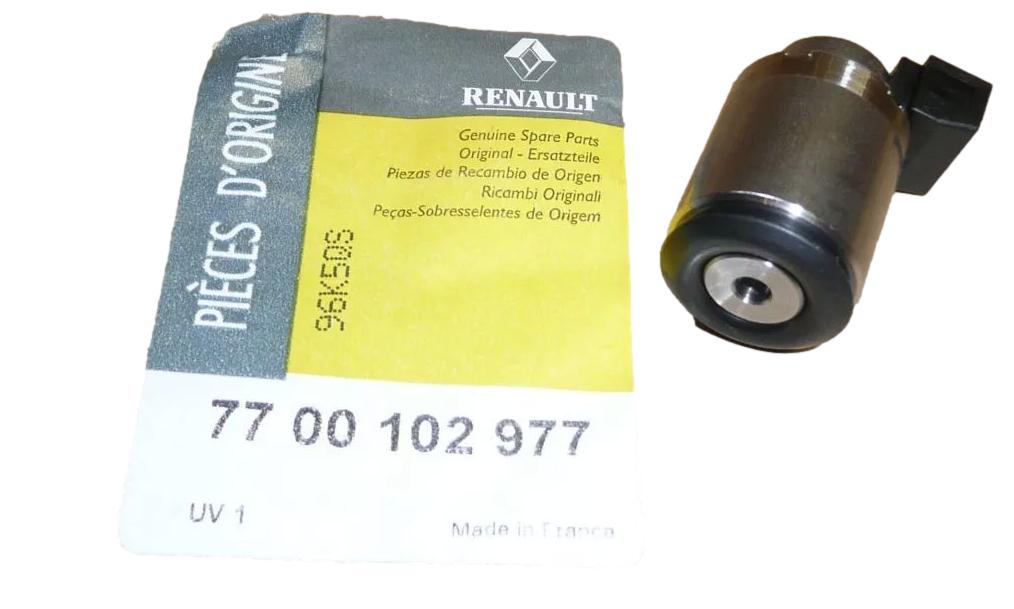 PIÈCES D'ORIGINE
RENAULT
Genuine Spare Parts
Original - Ersatzteile
Piezas de Recambio de Origen
Ricambi Originali
Peças-Sobresselentes de Origem
96K5QS
77 00 102 977
UV 1
Made in France